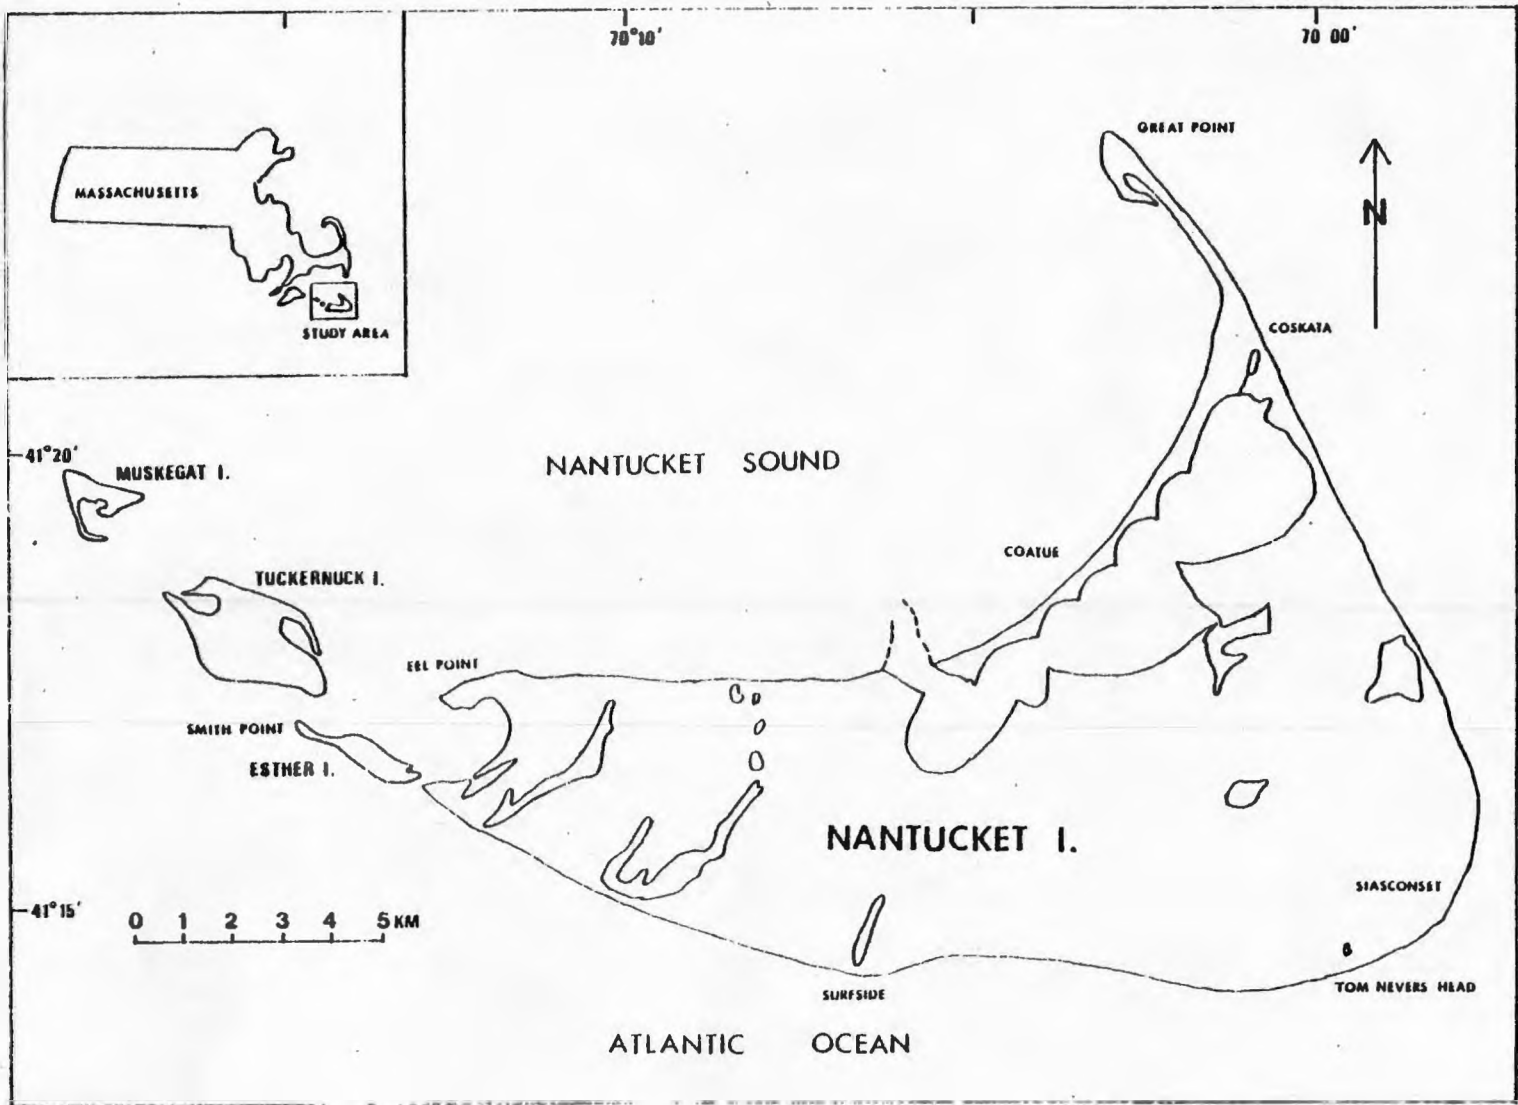 70°10'
70 00'
GREAT POINT
MASSACHUSETTS
N
COSKATA
STUDY AREA
41°20'
MUSKEGAT I.
NANTUCKET SOUND
COATUE
TUCKERNUCK I.
EEL POINT
SMITH POINT
ESTHER I.
NANTUCKET I.
SIASCONSET
41°15'
0 1 2 3 4 5 KM
TOM NEVERS HEAD
SURFSIDE
ATLANTIC OCEAN